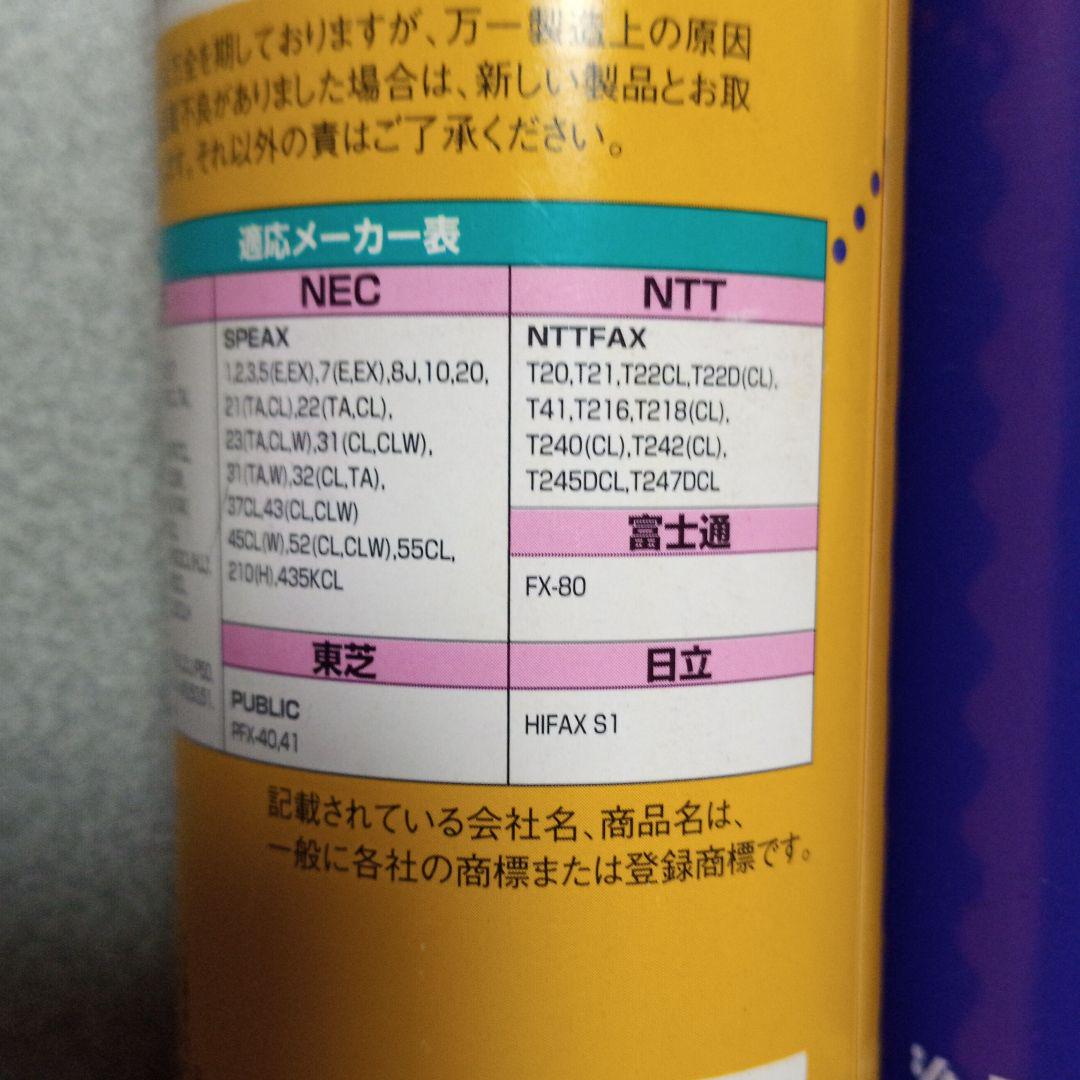 全を期しておりますが、万一製造上の原因
不良がありました場合は、新しい製品とお取
ます。それ以外の責はご了承ください。
適応メーカー表
NEC
SPEAX
1,2,3,5(E,EX),7(E,EX),8J,10,20,
21(TA,CL),22(TA,CL),
23(TA,CL,W),31(CL,CLW),
31(TA,W),32(CL,TA),
37CL,43(CL,CLW)
45CL(W),52(CL,CLW),55CL,
210(H),435KCL
NTT
NTTFAX
T20,T21,T22CL,T22D(CL),
T41,T216,T218(CL),
T240(CL),T242(CL),
T245DCL,T247DCL
富士通
FX-80
東芝
PUBLIC
PFX-40,41
日立
HIFAX S1
記載されている会社名、商品名は、
一般に各社の商標または登録商標です。